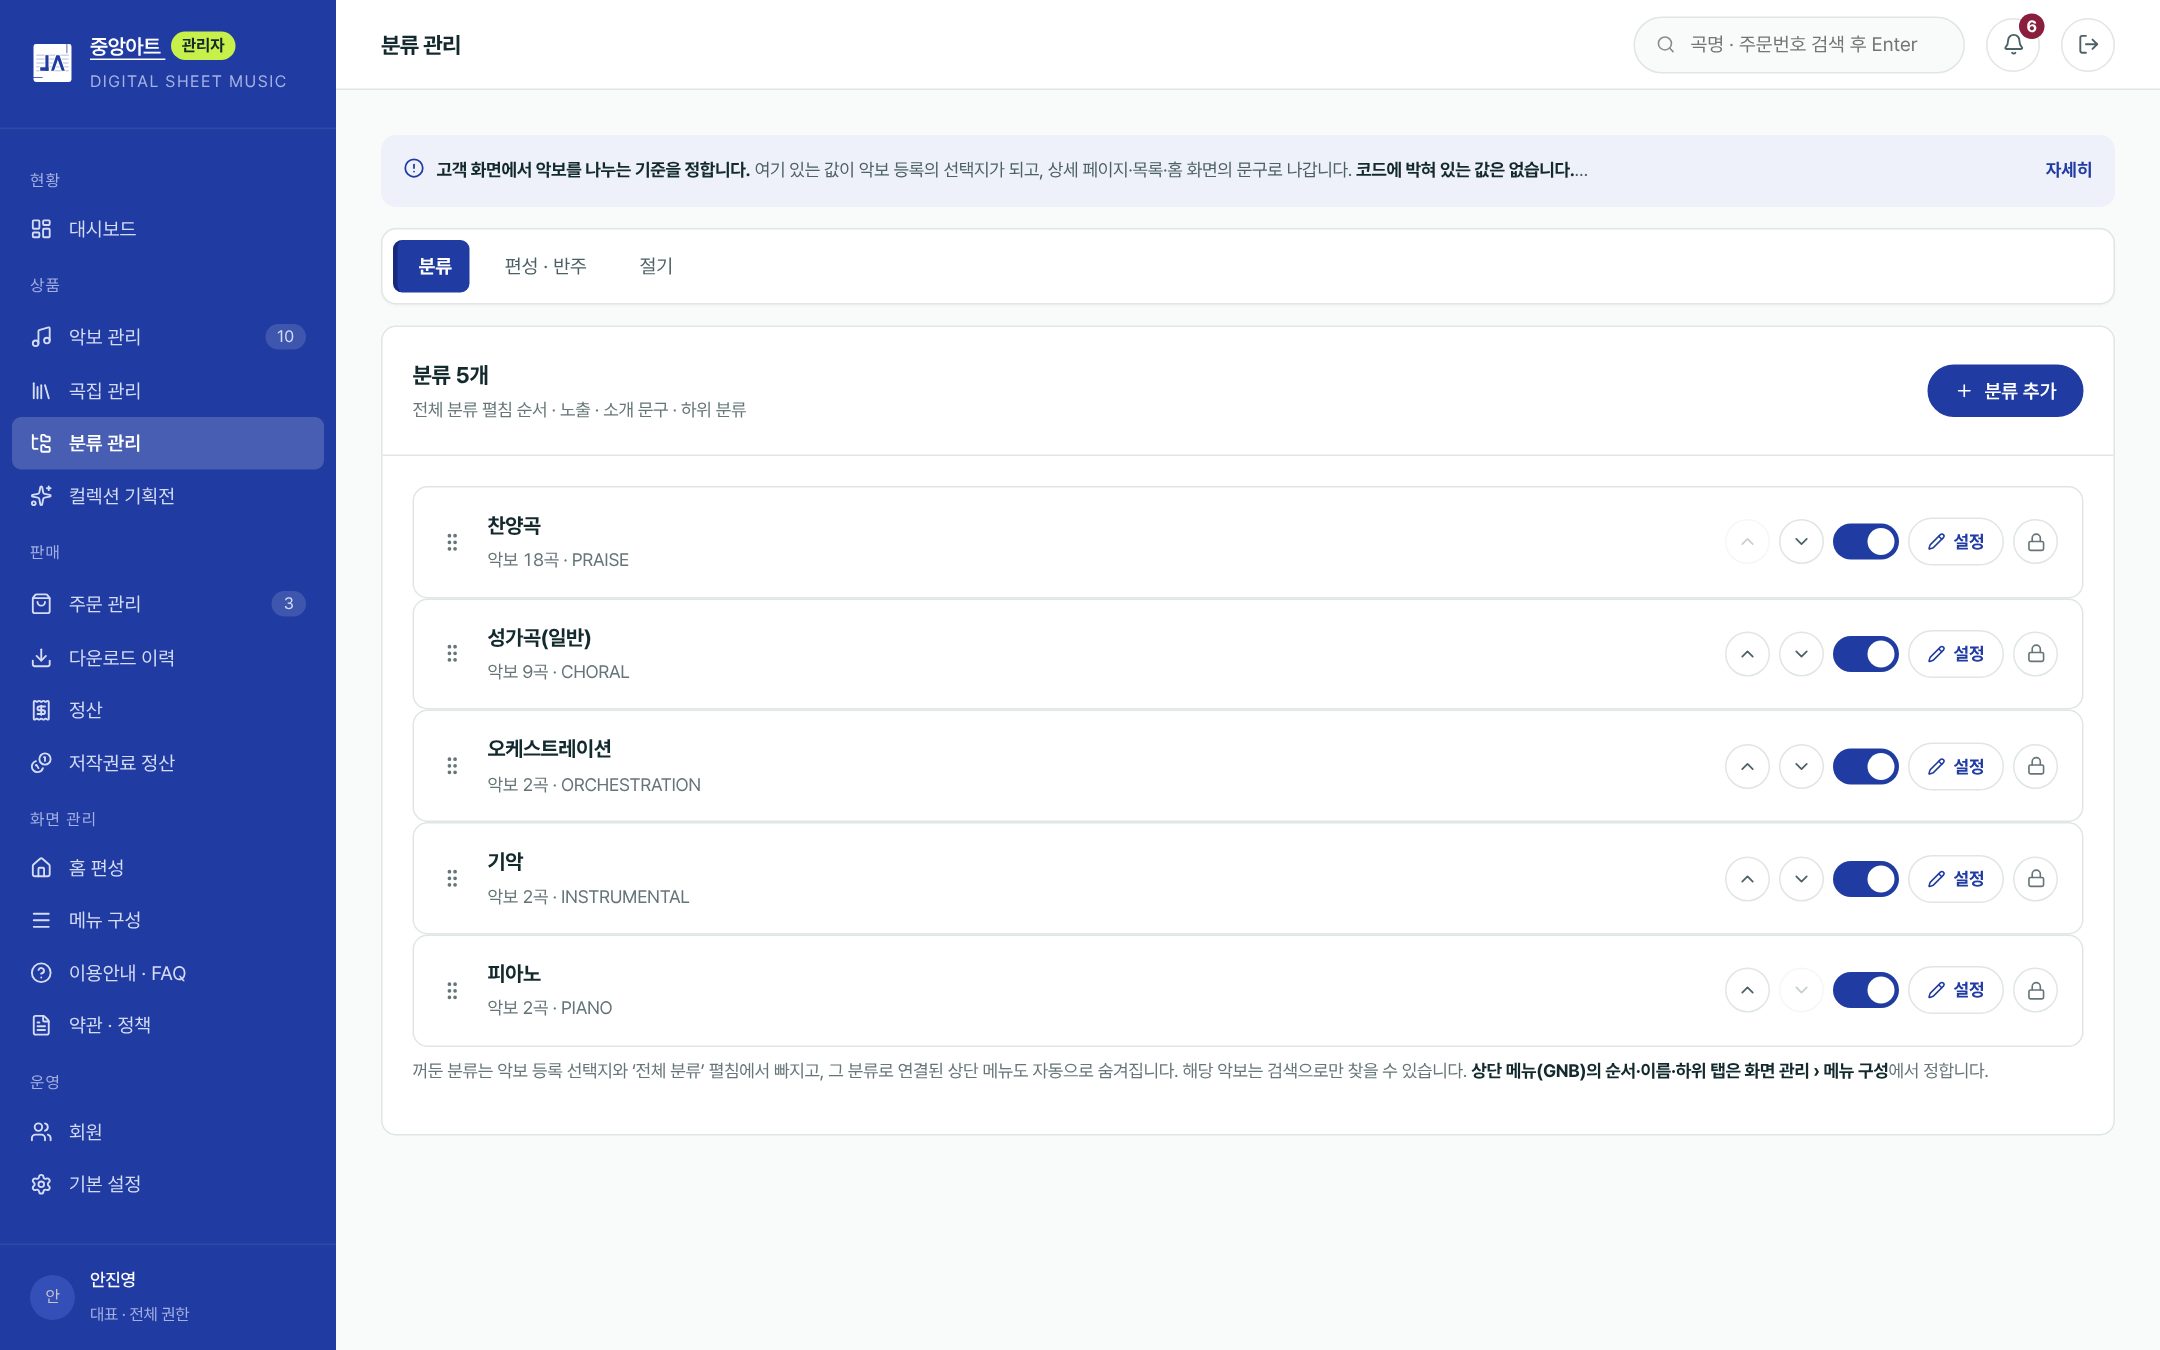 JA
중앙아트 관리자
DIGITAL SHEET MUSIC
현황
대시보드
상품
악보 관리 10
곡집 관리
분류 관리
컬렉션 기획전
판매
주문 관리 3
다운로드 이력
정산
저작권료 정산
화면 관리
홈 편성
메뉴 구성
이용안내 · FAQ
약관 · 정책
운영
회원
기본 설정
안
안진영
대표 · 전체 권한
분류 관리
곡명 · 주문번호 검색 후 Enter
6
고객 화면에서 악보를 나누는 기준을 정합니다. 여기 있는 값이 악보 등록의 선택지가 되고, 상세 페이지·목록·홈 화면의 문구로 나갑니다. 코드에 박혀 있는 값은 없습니다.... 자세히
분류 편성 · 반주 절기
분류 5개
전체 분류 펼침 순서 · 노출 · 소개 문구 · 하위 분류
+ 분류 추가
찬양곡
악보 18곡 · PRAISE
설정
성가곡(일반)
악보 9곡 · CHORAL
설정
오케스트레이션
악보 2곡 · ORCHESTRATION
설정
기악
악보 2곡 · INSTRUMENTAL
설정
피아노
악보 2곡 · PIANO
설정
꺼둔 분류는 악보 등록 선택지와 ‘전체 분류’ 펼침에서 빠지고, 그 분류로 연결된 상단 메뉴도 자동으로 숨겨집니다. 해당 악보는 검색으로만 찾을 수 있습니다. 상단 메뉴(GNB)의 순서·이름·하위 탭은 화면 관리 › 메뉴 구성에서 정합니다.